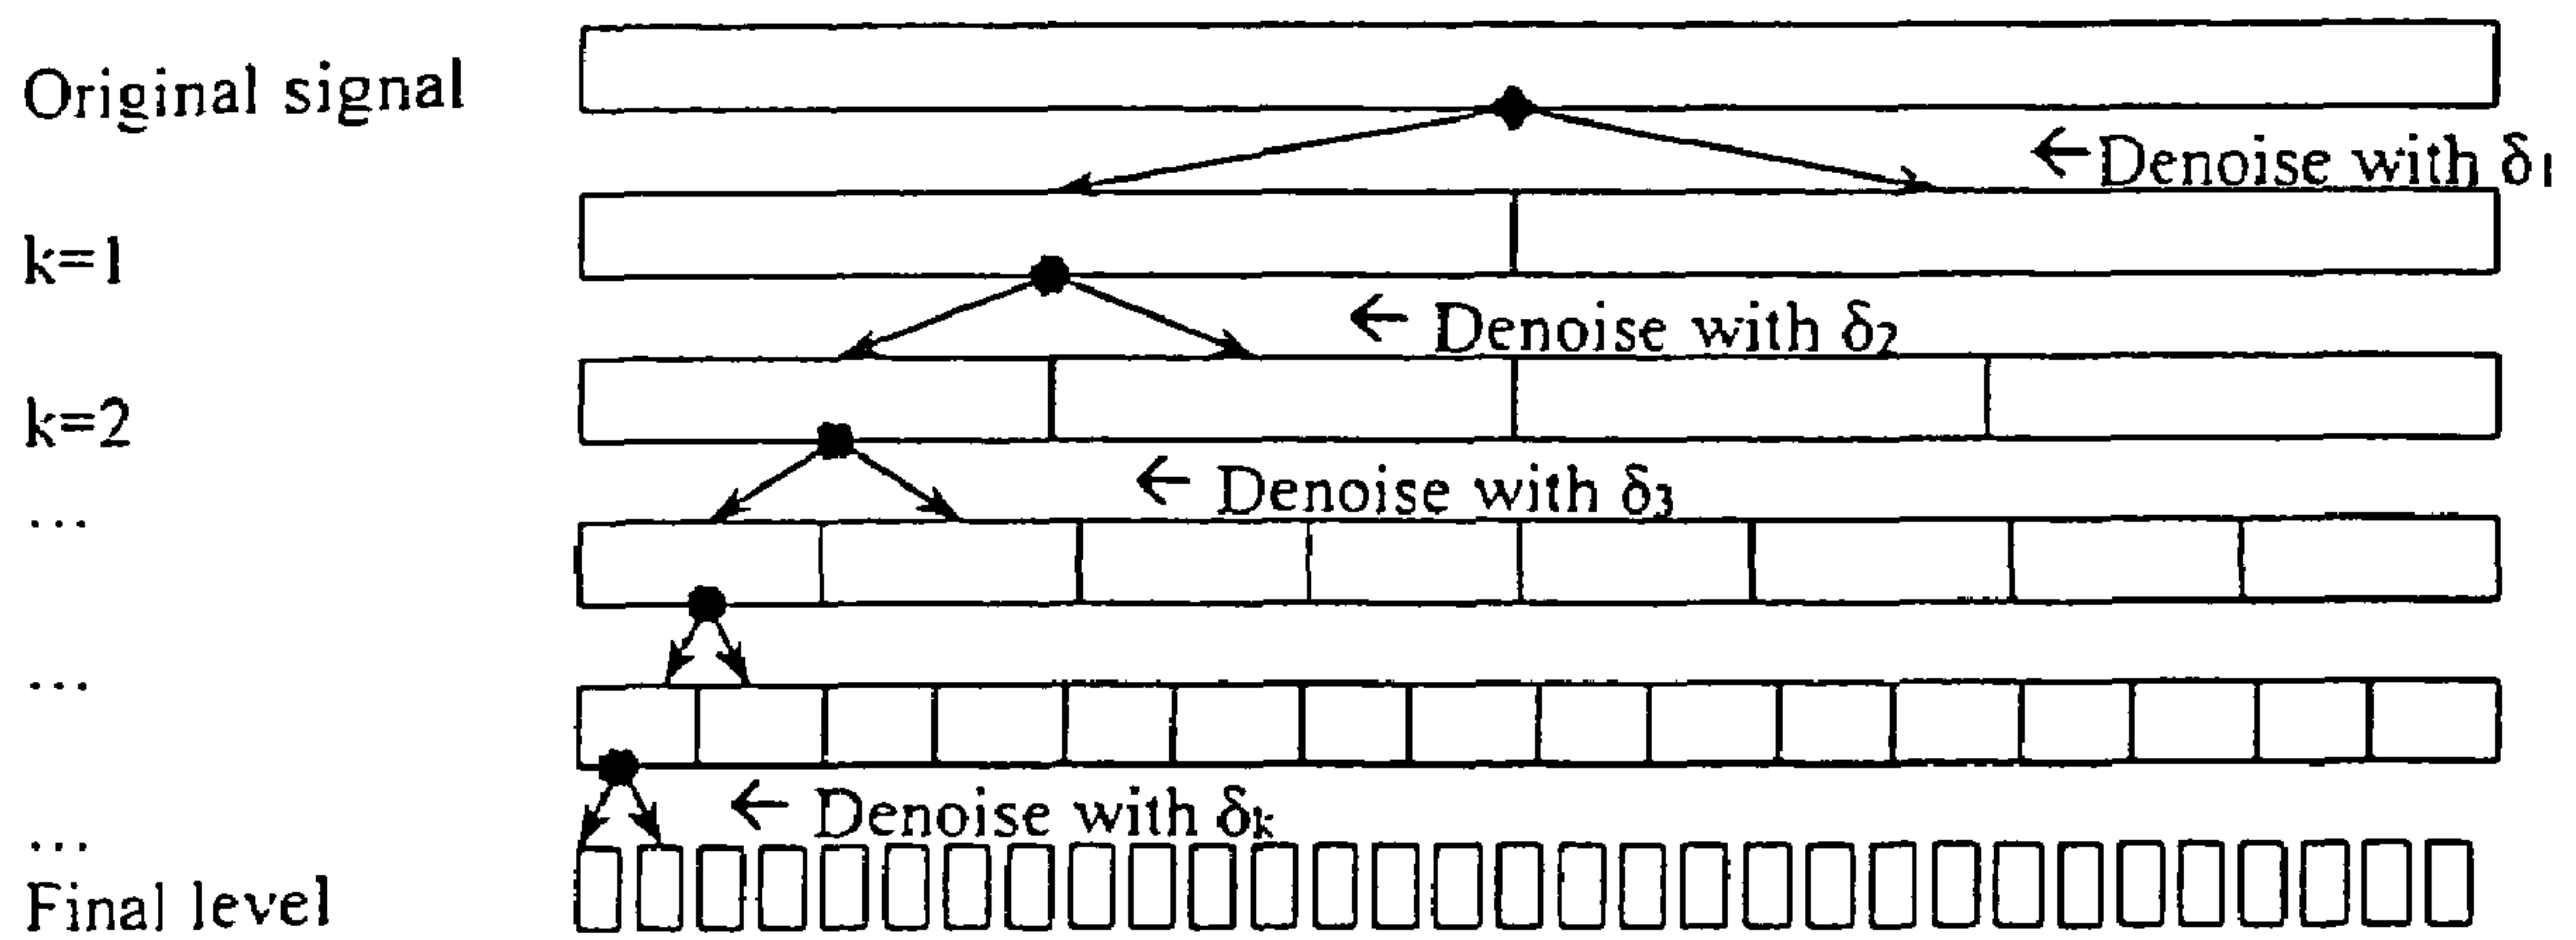 Original signal
← Denoise with δ1
k=1
← Denoise with δ2
k=2
← Denoise with δ3
...
...
← Denoise with δk
...
Final level